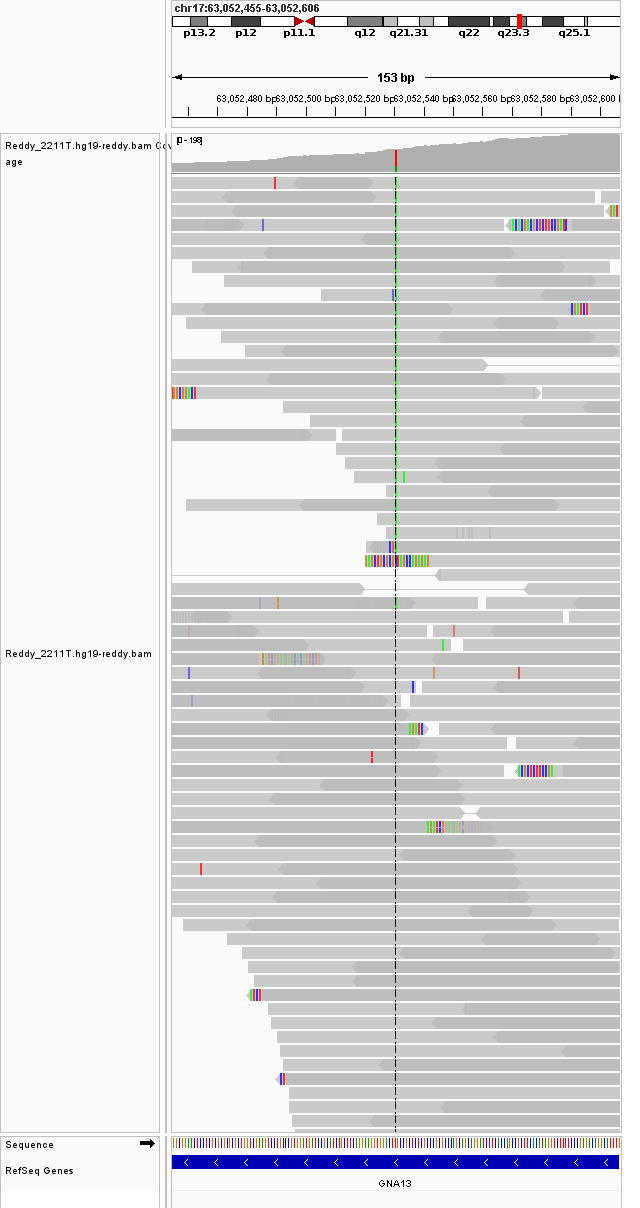 chr17:63,052,455-63,052,606
p13.2 p12 p11.1 q12 q21.31 q22 q23.3 q25.1
153 bp
63,052,480 bp 63,052,500 bp 63,052,520 bp 63,052,540 bp 63,052,560 bp 63,052,580 bp 63,052,600
Reddy_2211T.hg19-reddy.bam
age
[0 - 198]
Reddy_2211T.hg19-reddy.bam
Sequence
RefSeq Genes
GNA13